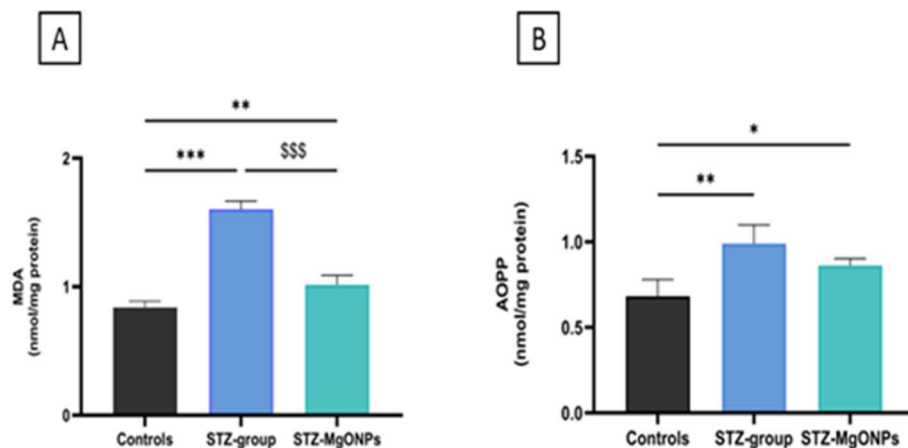 A
**
***
$$$
2
1
0
MDA
(nmol/mg protein)
Controls
STZ-group
STZ-MgONPs
B
*
**
1.5
1.0
0.5
0.0
AOPP
(nmol/mg protein)
Controls
STZ-group
STZ-MgONPs